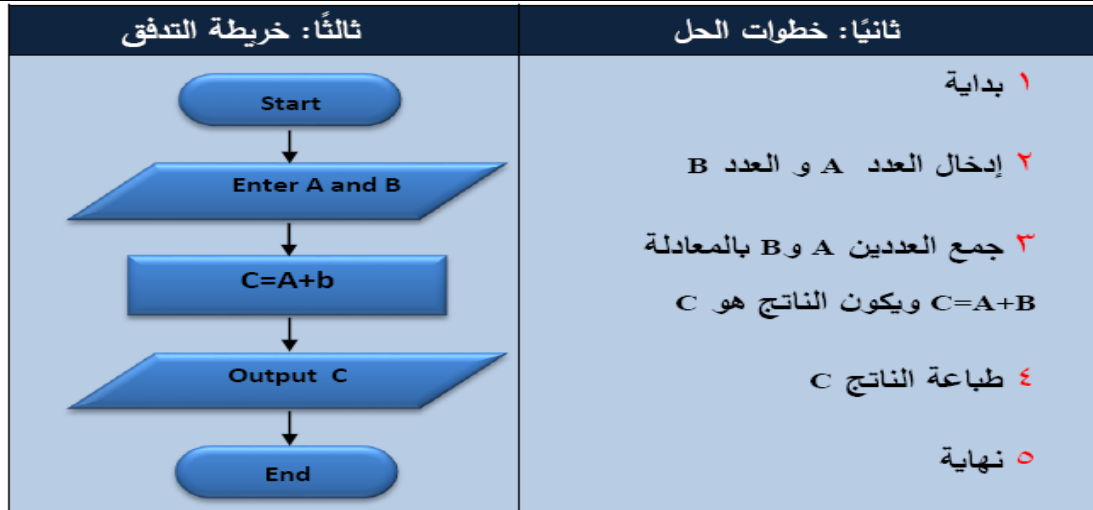 ثانيًا: خطوات الحل
١ بداية
٢ إدخال العدد A و العدد B
٣ جمع العددين A وB بالمعادلة
C=A+B ويكون الناتج هو C
٤ طباعة الناتج C
٥ نهاية
ثالثًا: خريطة التدفق
Start
Enter A and B
C=A+b
Output C
End